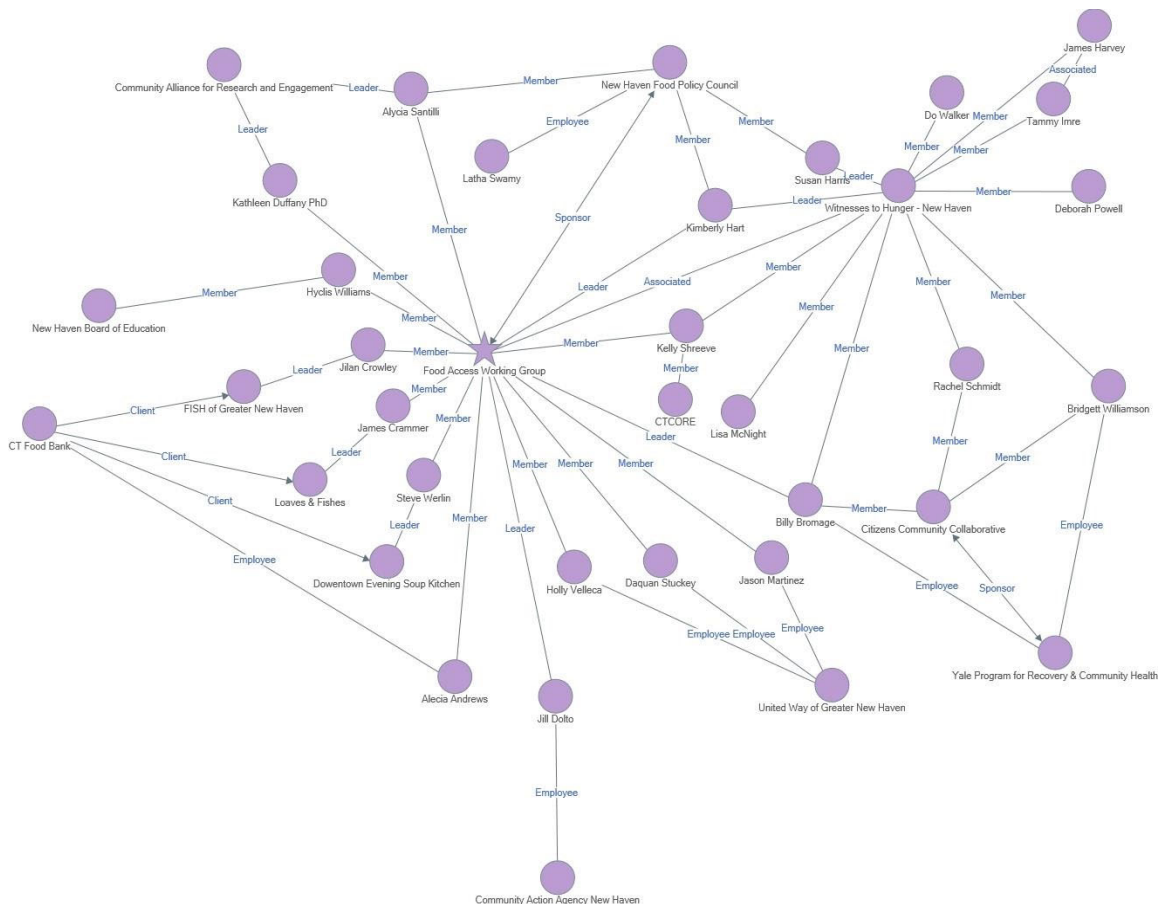 James Harvey
Community Alliance for Research and Engagement
Leader
Alycia Santilli
Member
New Haven Food Policy Council
Associated
Do Walker
Tammy Imre
Member
Leader
Employee
Member
Member
Member
Member
Latha Swamy
Susan Harris
Leader
Witnesses to Hunger - New Haven
Member
Deborah Powell
Kathleen Duffany PhD
Kimberly Hart
Leader
Sponsor
Member
Member
Leader
Associated
Member
Member
Hyclis Williams
Member
New Haven Board of Education
Member
Member
Member
Member
Kelly Shreeve
Member
Jilan Crowley
Member
Food Access Working Group
Member
Rachel Schmidt
Leader
FISH of Greater New Haven
Client
James Crammer
Member
CTCORE
Lisa McNight
Bridgett Williamson
CT Food Bank
Member
Leader
Member
Client
Leader
Member
Member
Member
Member
Loaves & Fishes
Steve Werlin
Client
Member
Leader
Billy Bromage
Member
Citizens Community Collaborative
Employee
Leader
Employee
Dowentown Evening Soup Kitchen
Holly Velleca
Daquan Stuckey
Jason Martinez
Employee
Sponsor
Employee
Employee
Employee
Alecia Andrews
Jill Dolto
United Way of Greater New Haven
Yale Program for Recovery & Community Health
Employee
Community Action Agency New Haven